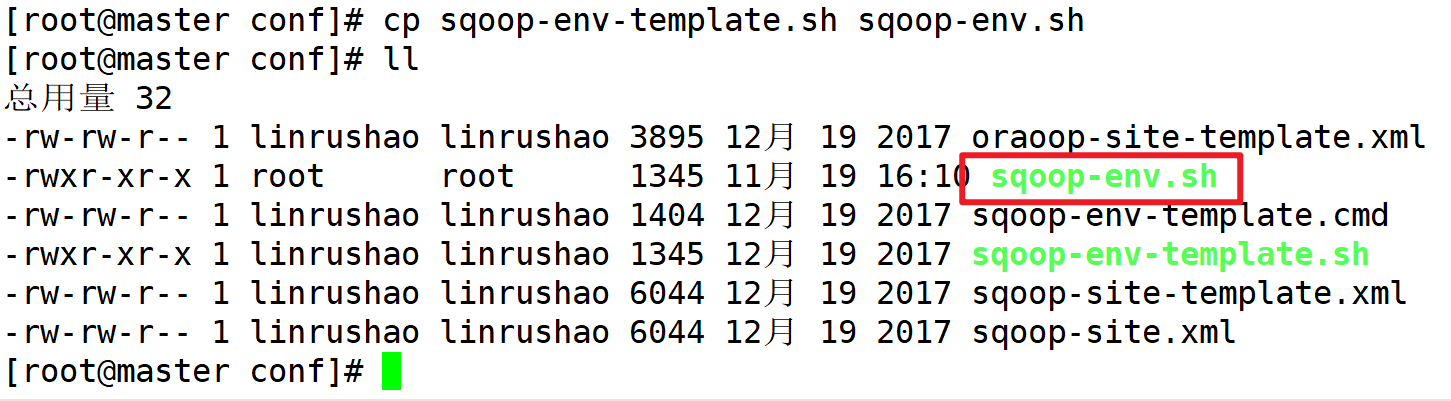 [root@master conf]# cp sqoop-env-template.sh sqoop-env.sh
[root@master conf]# ll
总用量 32
-rw-rw-r-- 1 linrushao linrushao 3895 12月 19 2017 oraoop-site-template.xml
-rwxr-xr-x 1 root      root      1345 11月 19 16:10 sqoop-env.sh
-rw-rw-r-- 1 linrushao linrushao 1404 12月 19 2017 sqoop-env-template.cmd
-rwxr-xr-x 1 linrushao linrushao 1345 12月 19 2017 sqoop-env-template.sh
-rw-rw-r-- 1 linrushao linrushao 6044 12月 19 2017 sqoop-site-template.xml
-rw-rw-r-- 1 linrushao linrushao 6044 12月 19 2017 sqoop-site.xml
[root@master conf]#